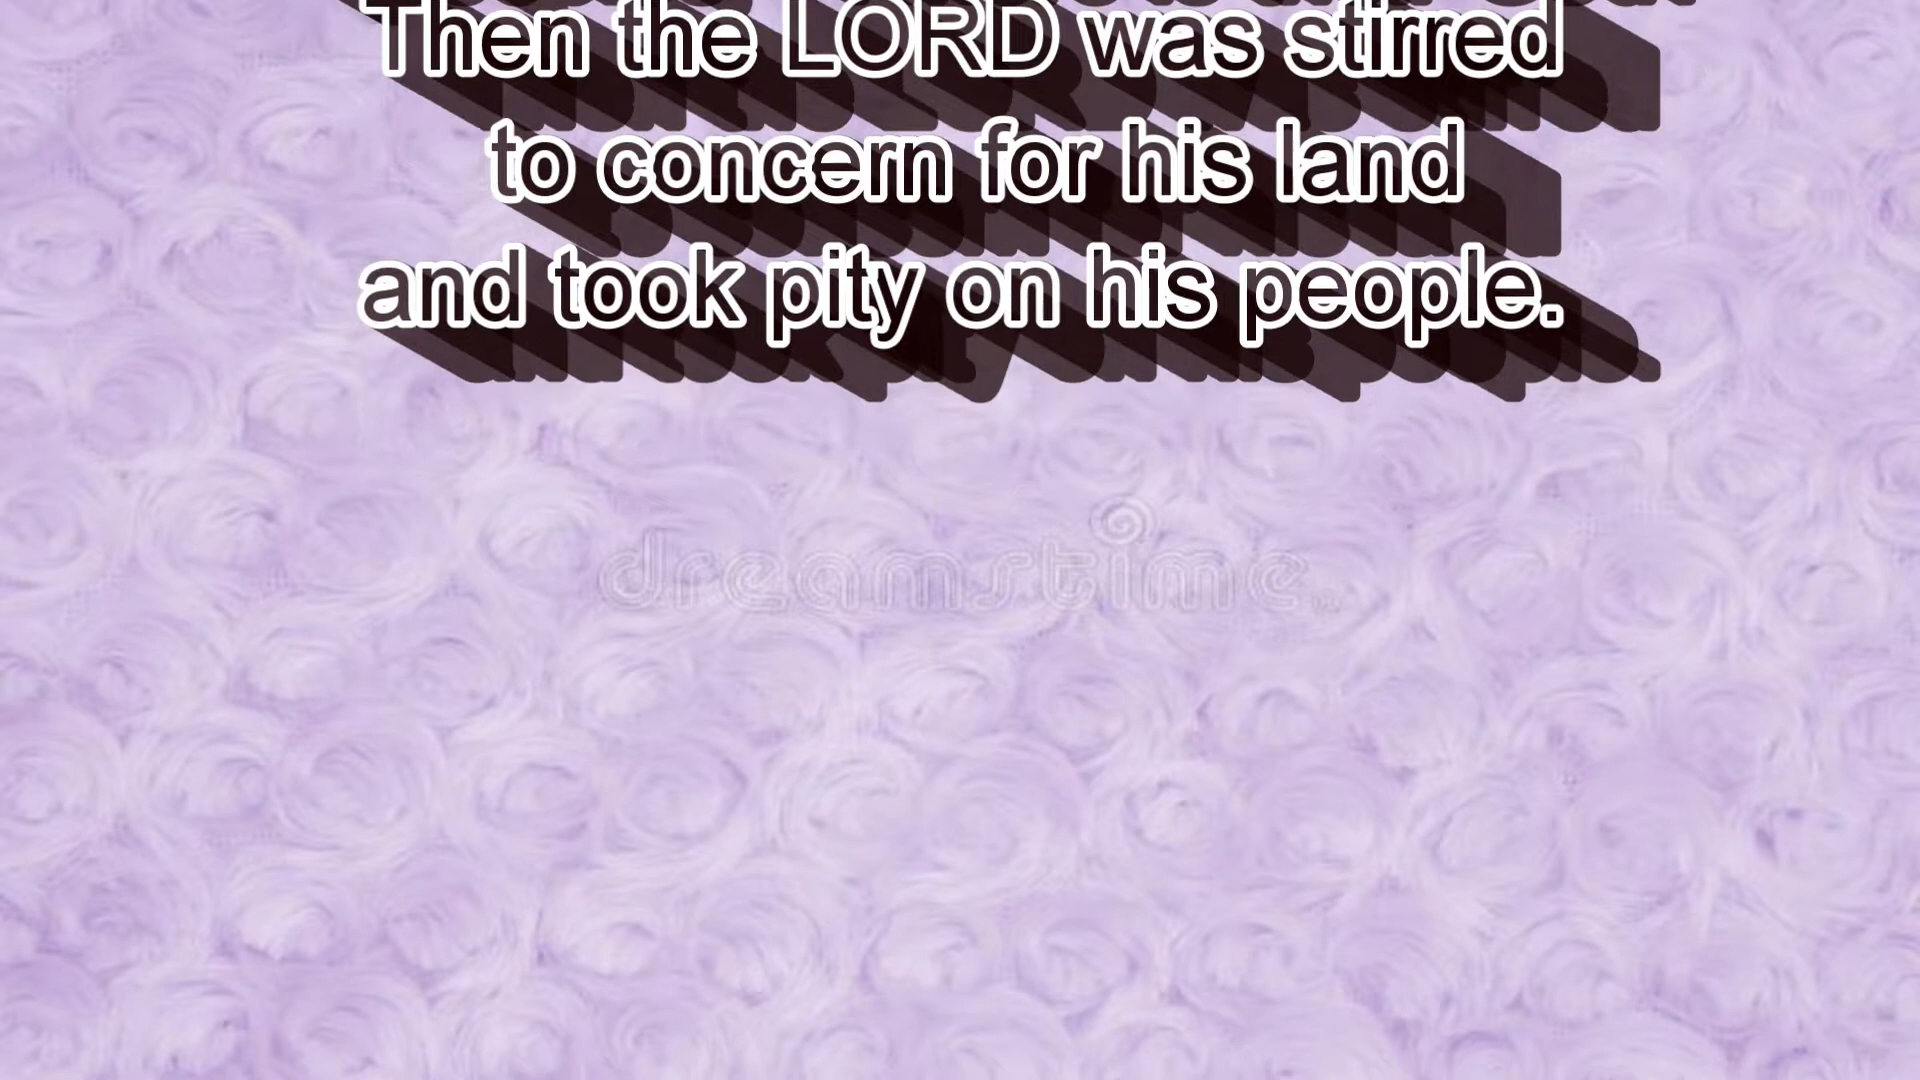 Then the LORD was stirred
to concern for his land
and took pity on his people.
dreamstime